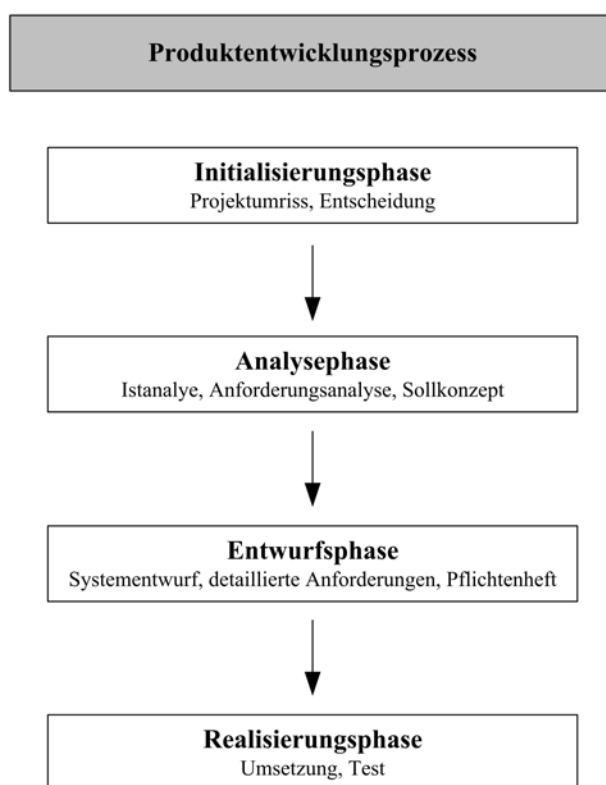 Produktentwicklungsprozess
Initialisierungsphase
Projektumriss, Entscheidung
Analysephase
Istanalye, Anforderungsanalyse, Sollkonzept
Entwurfsphase
Systementwurf, detaillierte Anforderungen, Pflichtenheft
Realisierungsphase
Umsetzung, Test